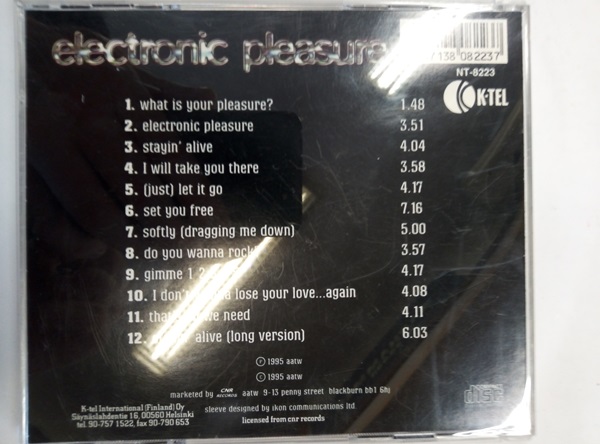 electronic pleasure
138 082237
NT-8223
K-TEL
1. what is your pleasure? 1.48
2. electronic pleasure 3.51
3. stayin' alive 4.04
4. I will take you there 3.58
5. (just) let it go 4.17
6. set you free 7.16
7. softly (dragging me down) 5.00
8. do you wanna rock 3.57
9. gimme 1 2 4.17
10. I don't lose your love...again 4.08
11. we need 4.11
12. alive (long version) 6.03
℗ 1995 aatw
© 1995 aatw
marketed by CNR RECORDS aatw 9-13 penny street blackburn bb1 6hj
sleeve designed by ikon communications ltd.
licensed from cnr records
K-tel International (Finland) Oy
Säynäslahdentie 16, 00560 Helsinki
tel. 90-757 1522, fax 90-790 653
disc